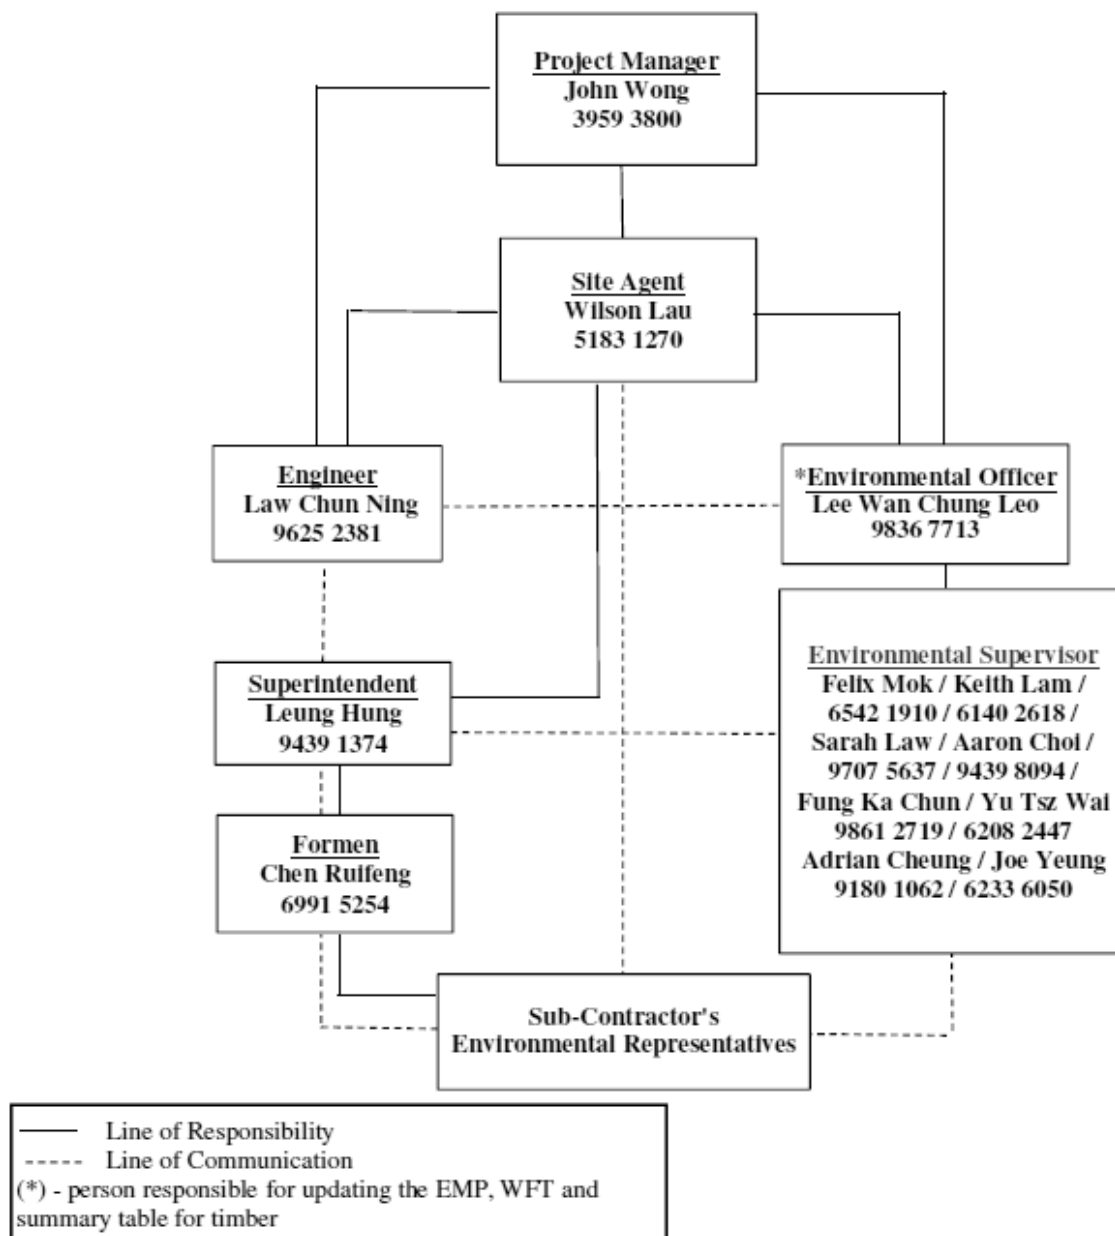 Project Manager
John Wong
3959 3800
Site Agent
Wilson Lau
5183 1270
Engineer
Law Chun Ning
9625 2381
*Environmental Officer
Lee Wan Chung Leo
9836 7713
Superintendent
Leung Hung
9439 1374
Environmental Supervisor
Felix Mok / Keith Lam /
6542 1910 / 6140 2618 /
Sarah Law / Aaron Choi /
9707 5637 / 9439 8094 /
Fung Ka Chun / Yu Tsz Wai
9861 2719 / 6208 2447
Adrian Cheung / Joe Yeung
9180 1062 / 6233 6050
Formen
Chen Ruifeng
6991 5254
Sub-Contractor's
Environmental Representatives
Line of Responsibility
Line of Communication
(*) - person responsible for updating the EMP, WFT and
summary table for timber